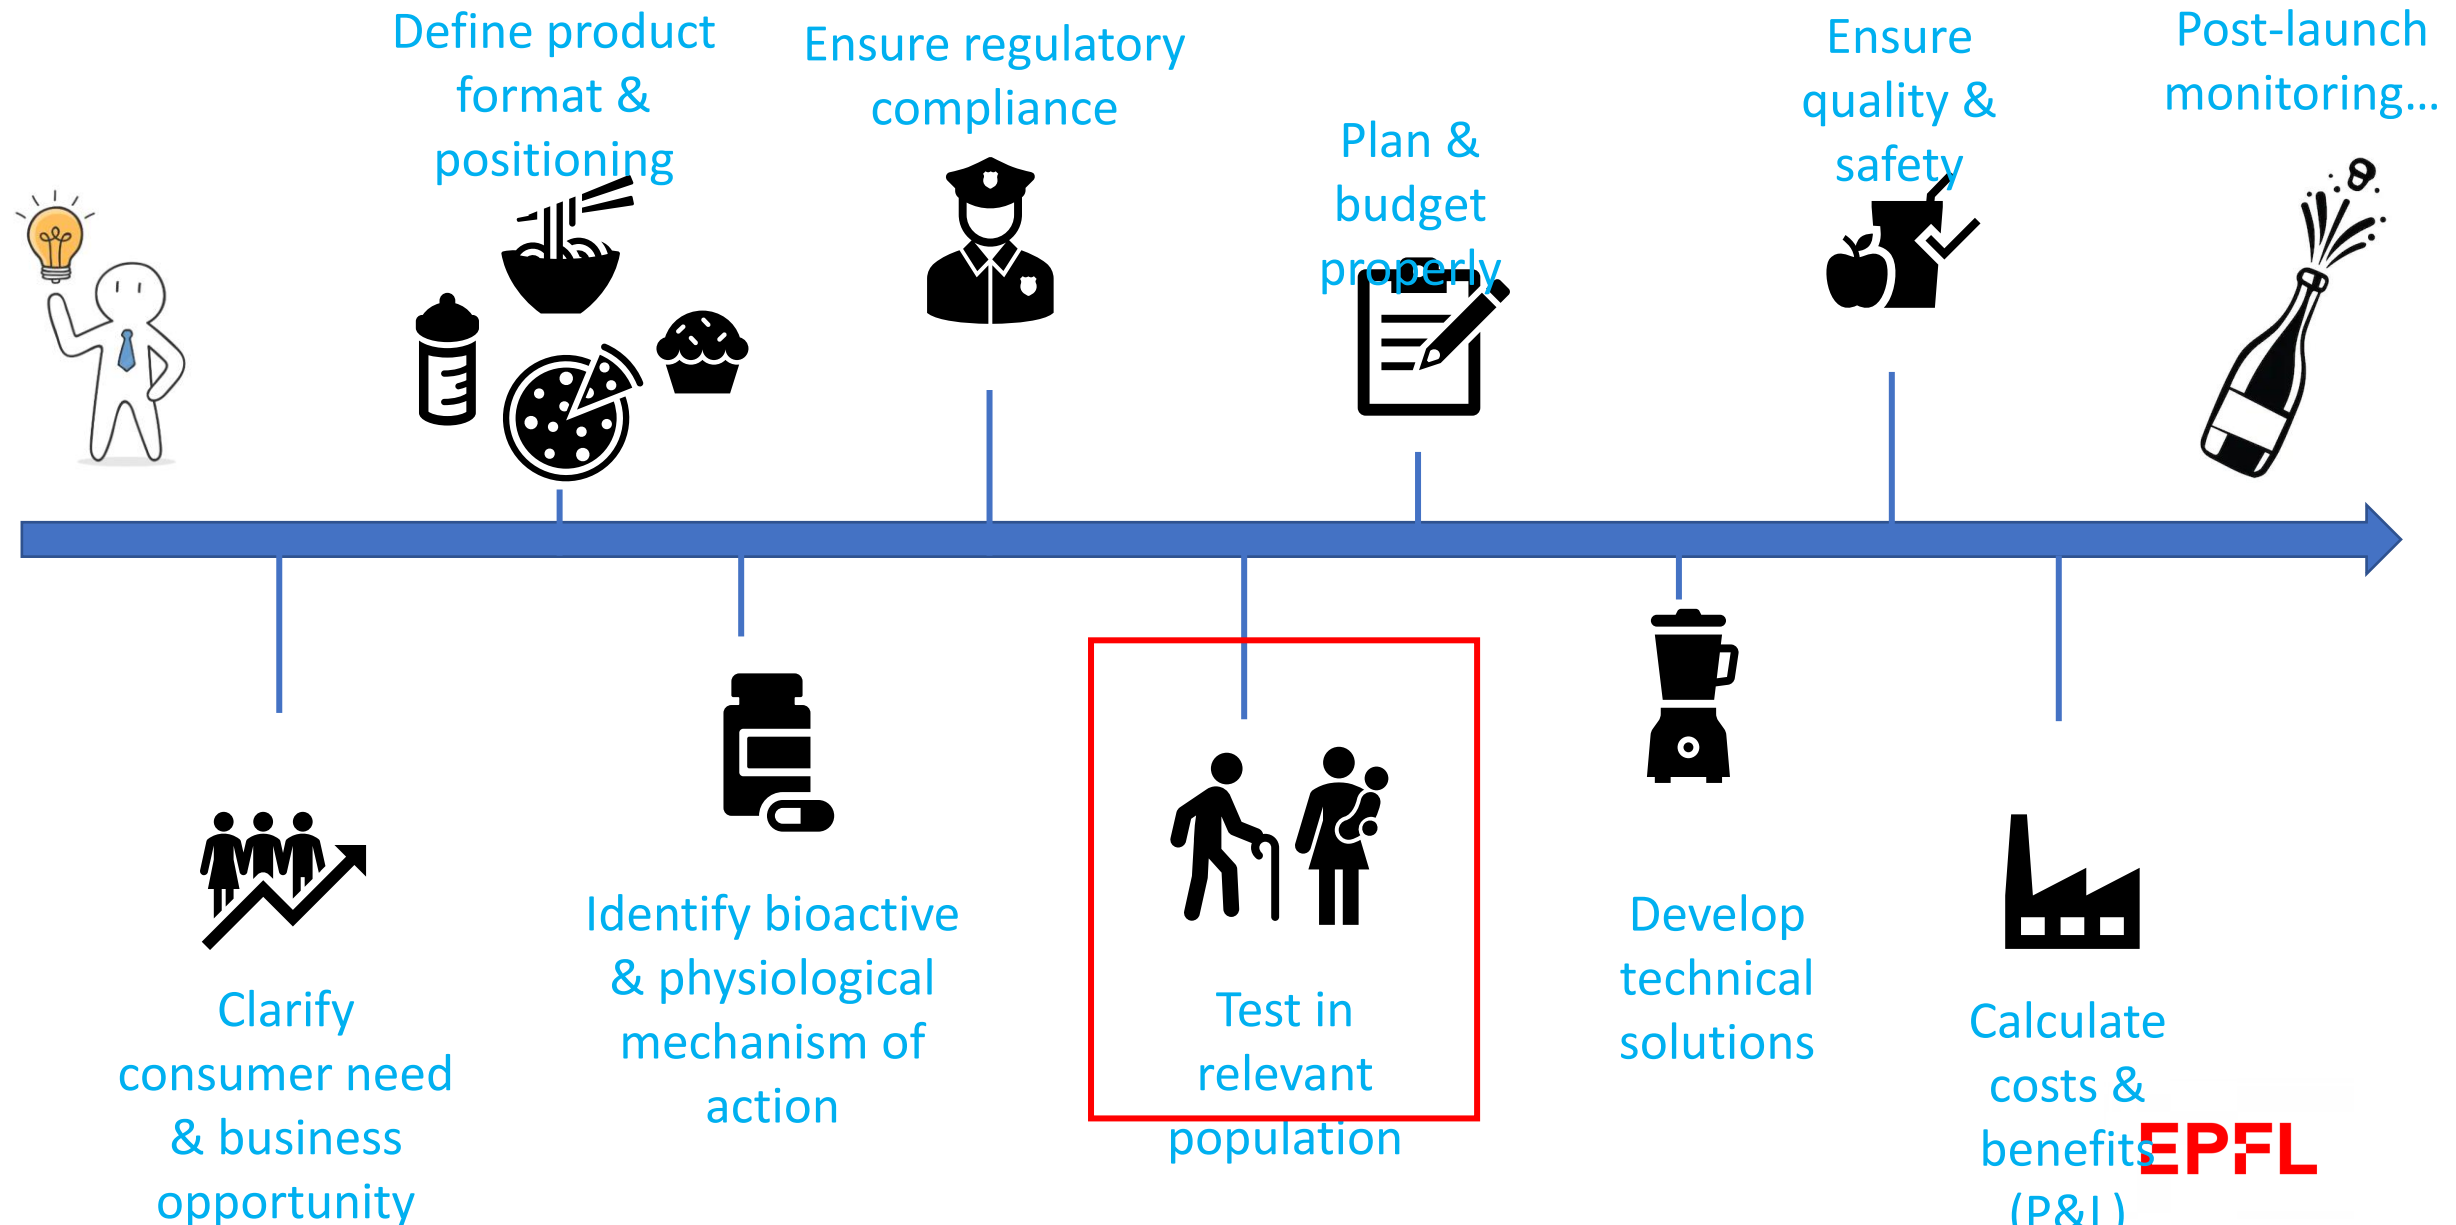 Define product
format &
positioning
Ensure regulatory
compliance
Plan &
budget
properly
Ensure
quality &
safety
Post-launch
monitoring...
Clarify
consumer need
& business
opportunity
Identify bioactive
& physiological
mechanism of
action
Test in
relevant
population
Develop
technical
solutions
Calculate
costs &
benefits
(P&L)
EPFL